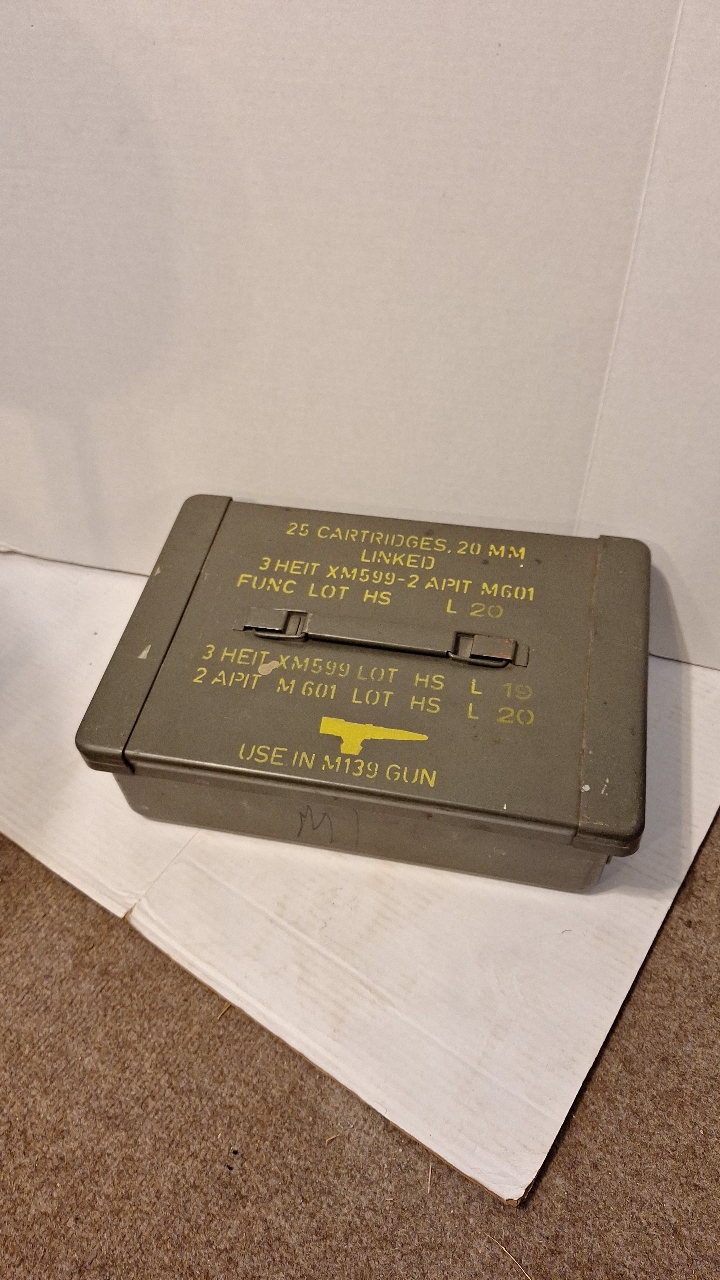 25 CARTRIDGES, 20 MM
LINKED
3 HEIT XM599-2 APIT M601
FUNC LOT HS L 20
3 HEIT XM599 LOT HS L 19
2 APIT M601 LOT HS L 20
USE IN M139 GUN